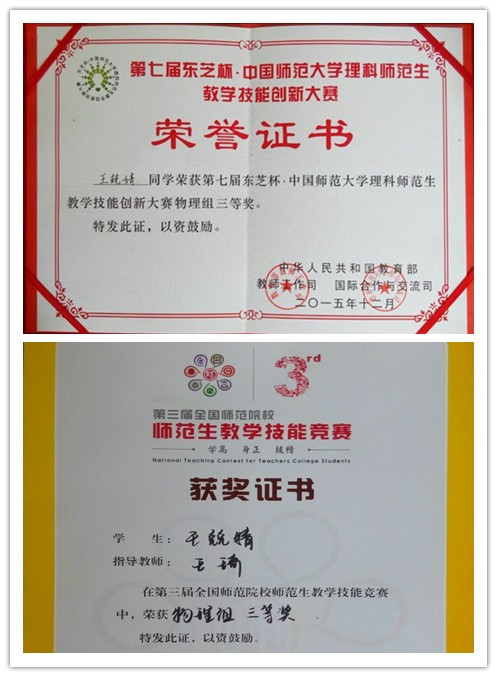 第七届东芝杯·中国师范大学理科师范生
教学技能创新大赛
荣誉证书
王兢婧 同学荣获第七届东芝杯·中国师范大学理科师范生
教学技能创新大赛物理组三等奖。
特发此证，以资鼓励。
中华人民共和国教育部
教师工作司 国际合作与交流司
二〇一五年十二月
3rd
第三届全国师范院校
师范生教学技能竞赛
学高 身正 技精
National Teaching Contest for Teachers College Students
获奖证书
学 生：王兢婧
指导教师：王琦
在第三届全国师范院校师范生教学技能竞赛
中，荣获 物理组 三等奖
特发此证，以资鼓励。